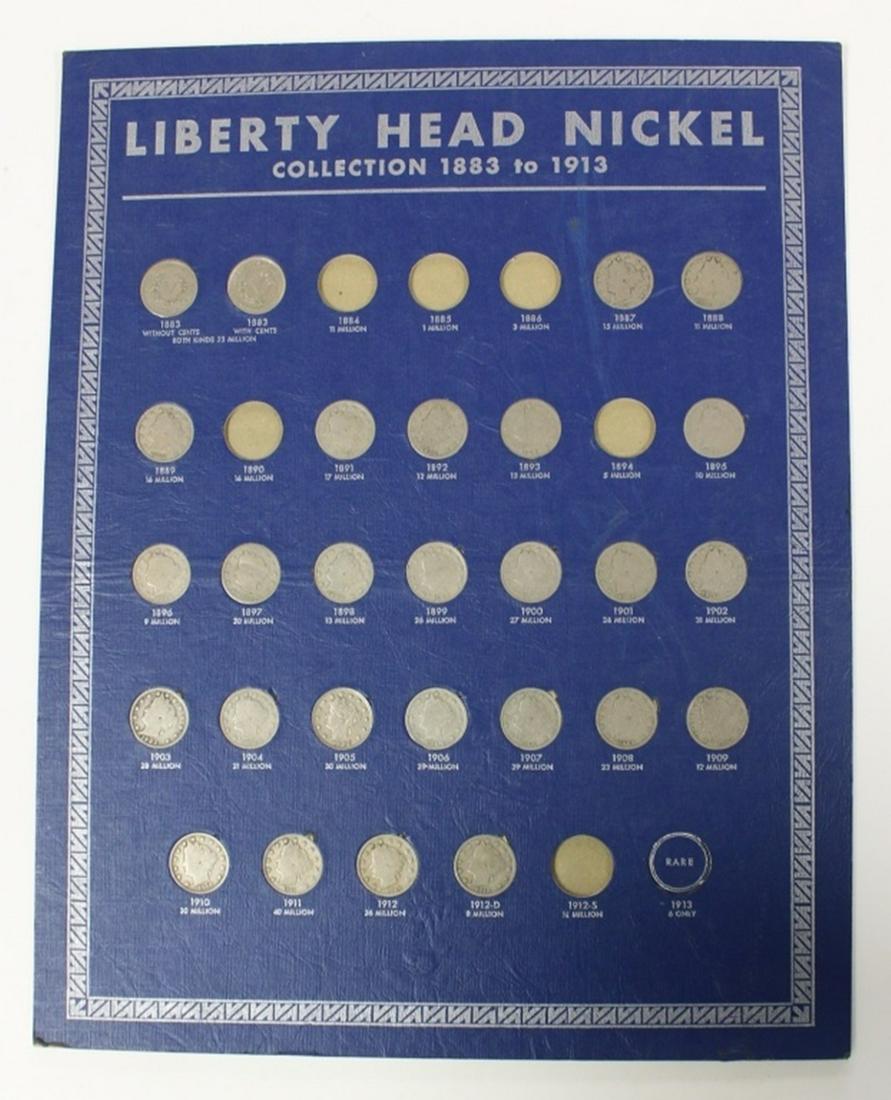 LIBERTY HEAD NICKEL
COLLECTION 1883 to 1913
1883 1883 1884 1885 1886 1887 1888
WITHOUT CENTS WITH CENTS 11 MILLION 1 MILLION 3 MILLION 15 MILLION 11 MILLION
BOTH KINDS 22 MILLION
1889 1890 1891 1892 1893 1894 1895
16 MILLION 16 MILLION 17 MILLION 12 MILLION 13 MILLION 5 MILLION 10 MILLION
1896 1897 1898 1899 1900 1901 1902
9 MILLION 20 MILLION 13 MILLION 26 MILLION 27 MILLION 26 MILLION 31 MILLION
1903 1904 1905 1906 1907 1908 1909
28 MILLION 21 MILLION 30 MILLION 39 MILLION 39 MILLION 23 MILLION 12 MILLION
RARE
1910 1911 1912 1912-D 1912-S 1913
30 MILLION 40 MILLION 26 MILLION 8 MILLION MILLION 6 ONLY